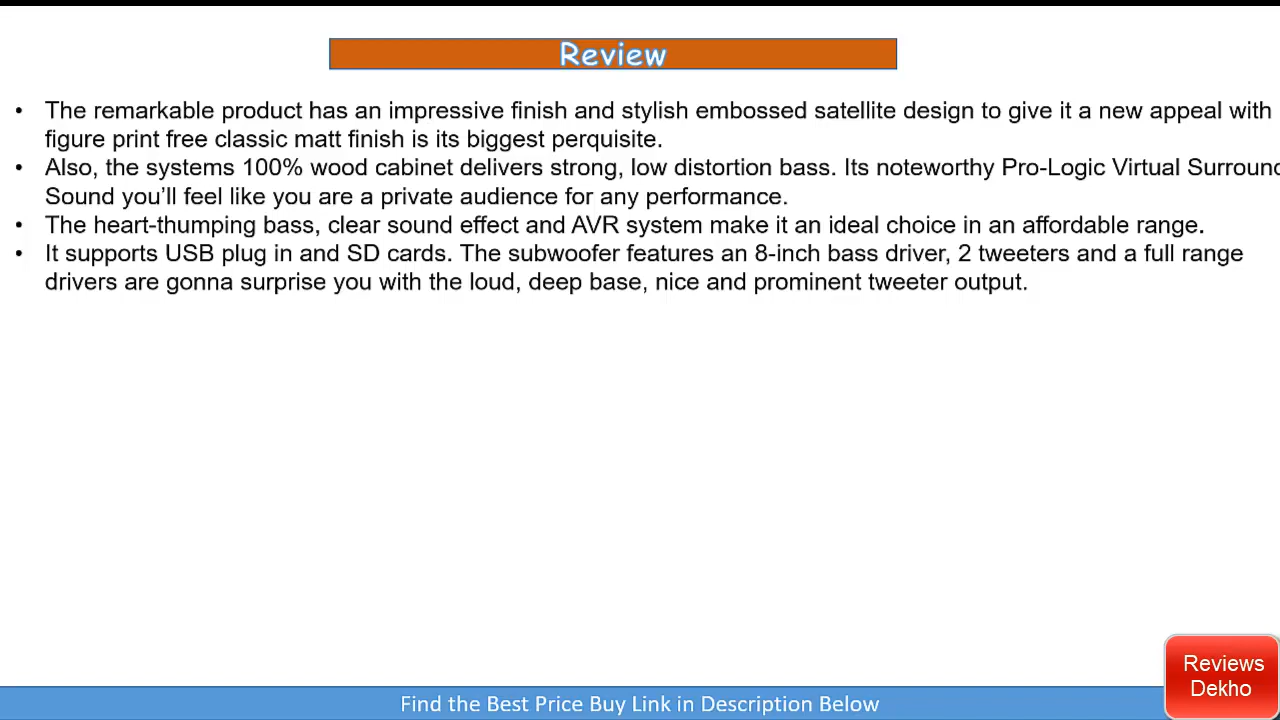 Review
• The remarkable product has an impressive finish and stylish embossed satellite design to give it a new appeal with
figure print free classic matt finish is its biggest perquisite.
• Also, the systems 100% wood cabinet delivers strong, low distortion bass. Its noteworthy Pro-Logic Virtual Surround
Sound you’ll feel like you are a private audience for any performance.
• The heart-thumping bass, clear sound effect and AVR system make it an ideal choice in an affordable range.
• It supports USB plug in and SD cards. The subwoofer features an 8-inch bass driver, 2 tweeters and a full range
drivers are gonna surprise you with the loud, deep base, nice and prominent tweeter output.
Reviews
Dekho
Find the Best Price Buy Link in Description Below